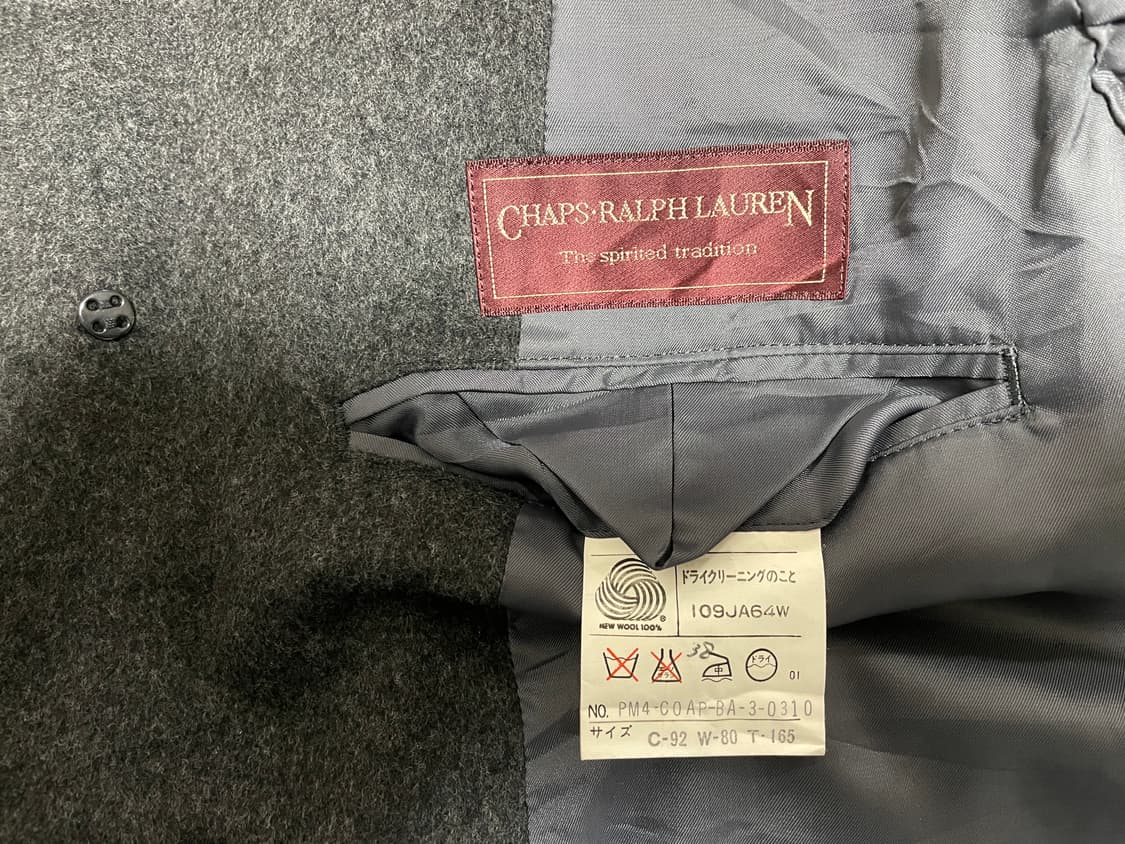 CHAPS·RALPH LAUREN
The spirited tradition
ドライクリーニングのこと
109JA64W
NEW WOOL 100%
38
中
ドライ
01
NO. PM4-COAP-BA-3-0310
サイズ C-92 W-80 T-165